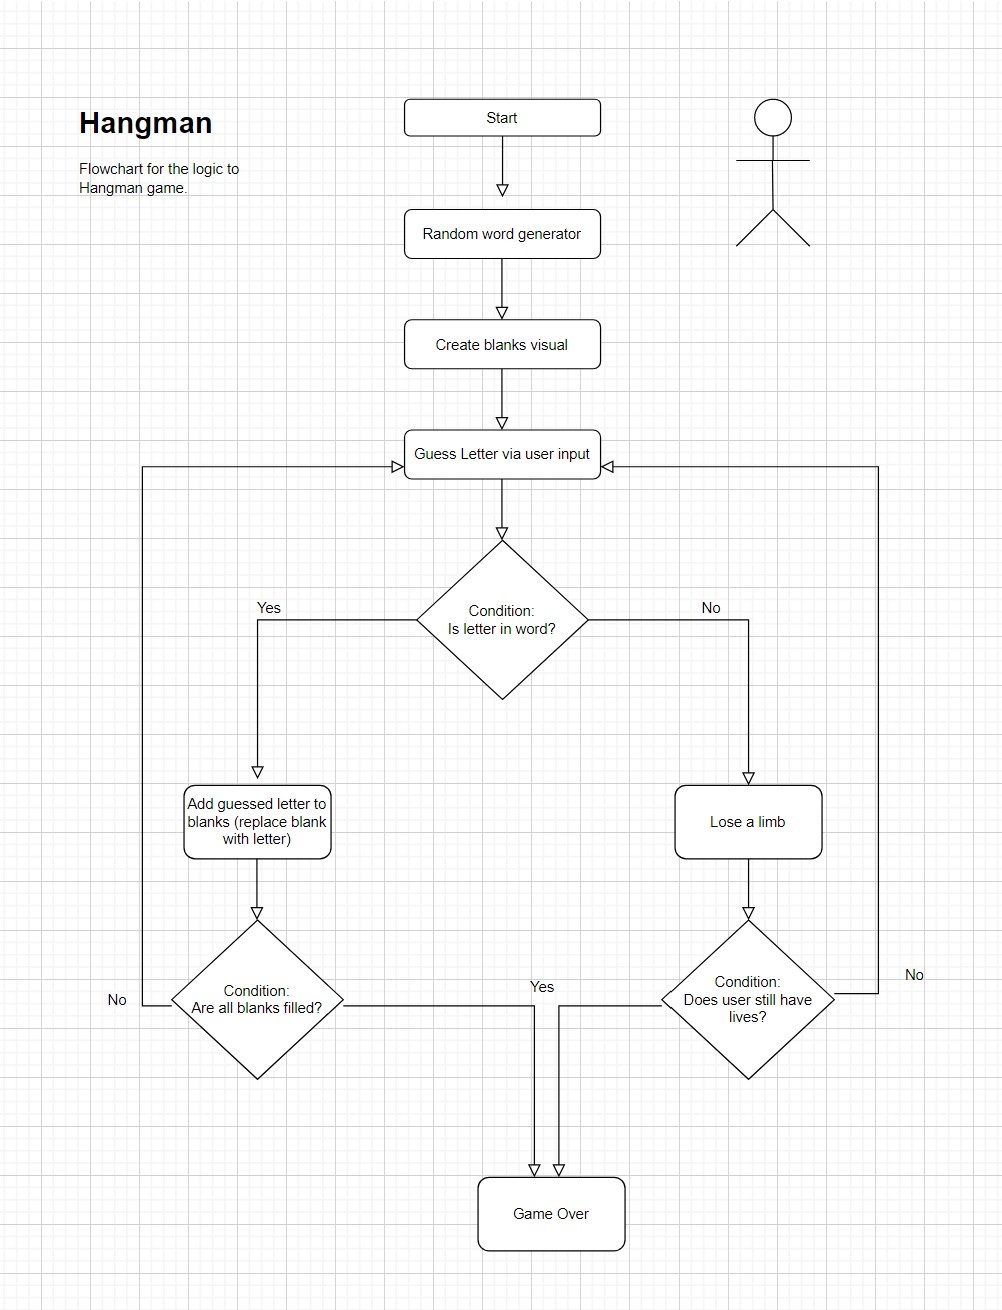 Hangman
Flowchart for the logic to
Hangman game.
Start
Random word generator
Create blanks visual
Guess Letter via user input
Condition:
Is letter in word?
Yes
No
Add guessed letter to
blanks (replace blank
with letter)
Lose a limb
Condition:
Are all blanks filled?
No
Yes
Condition:
Does user still have
lives?
No
Game Over